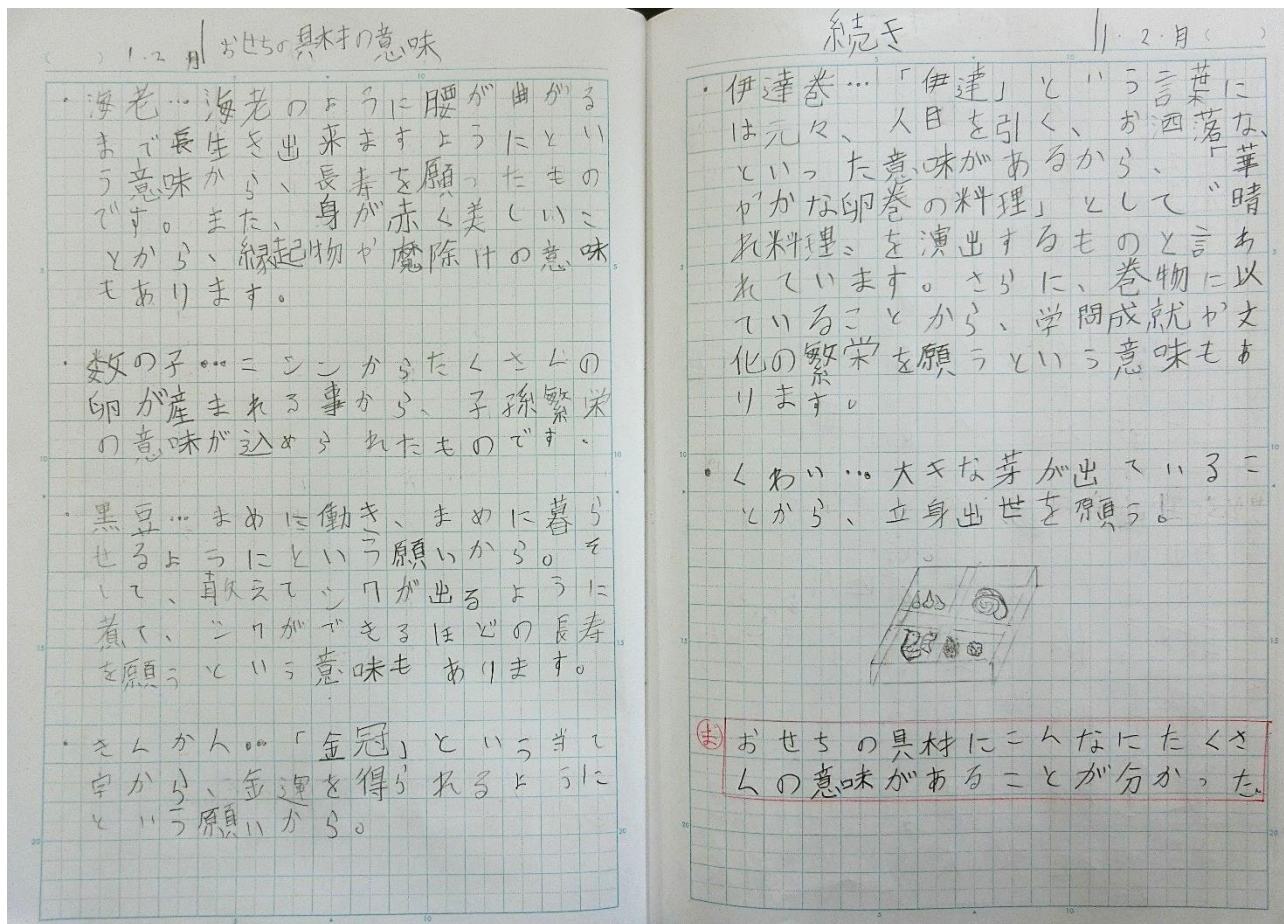 1.2 月 おせちの具材の意味
・海老…海老のように腰が曲がる
まで長生き出来ますようにとい
う意味から、長寿を願ったもの
です。また、身が赤く美しいこ
とから、縁起物や魔除けの意味
もあります。
・数の子…ニシンからたくさんの
卵が産まれる事から、子孫繁栄
の意味が込められたものです。
・黒豆…まめに働き、まめに暮ら
せるようにという願いから。そ
して、敢えてシワが出るように
煮て、シワができるほどの長寿
を願うという意味もあります。
・きんかん…「金冠」という当て
字から、金運を得られるように
という願いから。
続き 1.2.月( )
・伊達巻…「伊達」という言葉に
は元々、人目を引く、お洒落な、
といった意味があるから、「華
やかな卵巻の料理」として〝晴
れ料理〟を演出するものと言わ
れています。さらに、巻物に以
ていることから、学問成就や文
化の繁栄を願うという意味もあ
ります。
・くわい…大きな芽が出ているこ
とから、立身出世を願う。
ま おせちの具材にこんなにたくさ
んの意味があることが分かった。